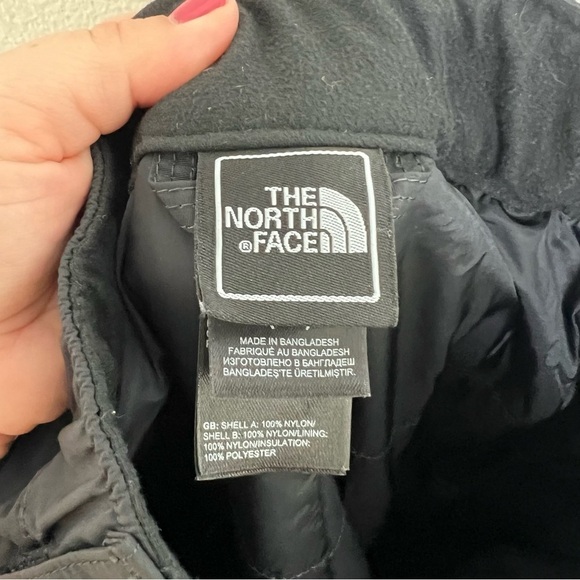 THE
NORTH
®FACE
MADE IN BANGLADESH
FABRIQUÉ AU BANGLADESH
ИЗГОТОВЛЕНО В БАНГЛАДЕШ
BANGLADEŞ'TE ÜRETILMIŞTIR.
GB: SHELL A: 100% NYLON/
SHELL B: 100% NYLON/LINING:
100% NYLON/INSULATION:
100% POLYESTER